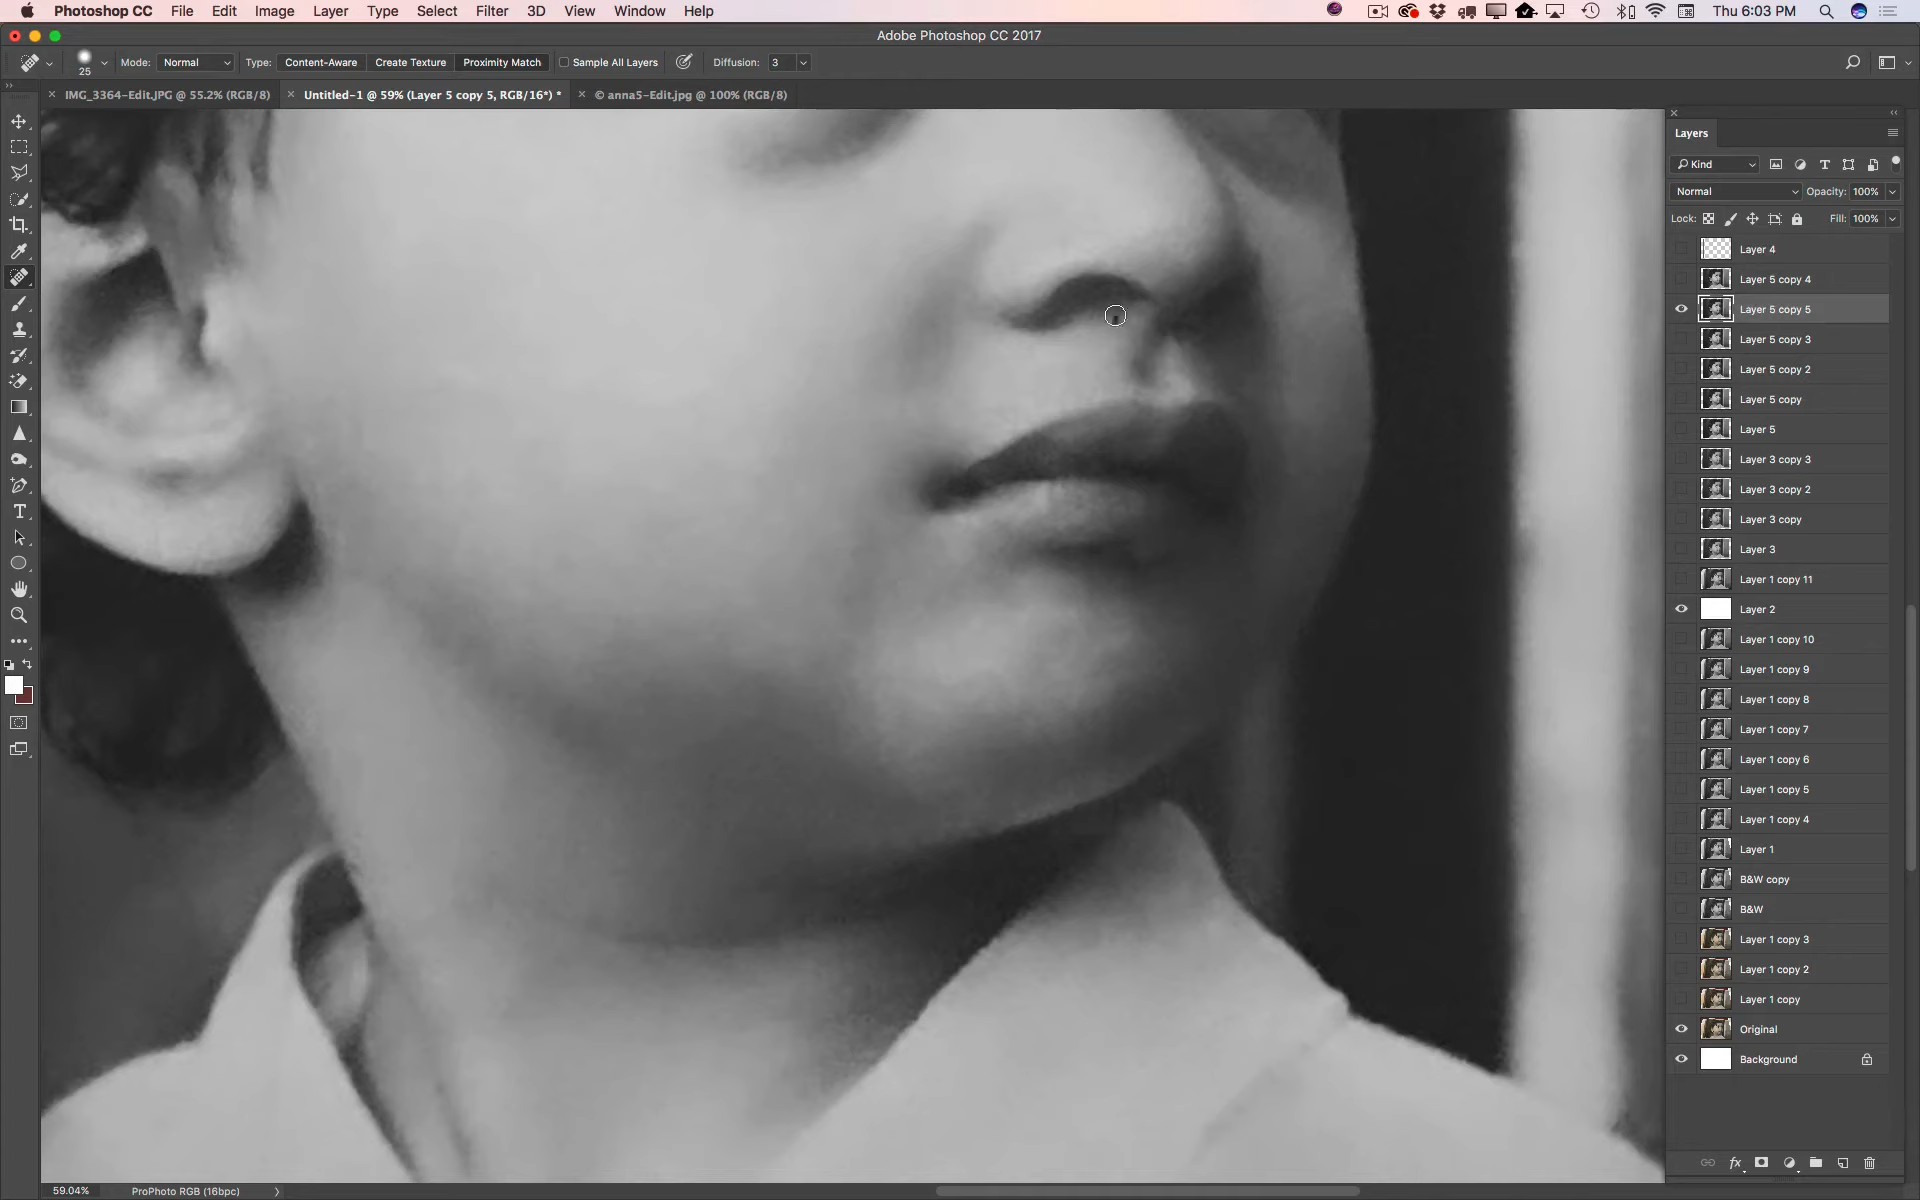 Photoshop CC File Edit Image Layer Type Select Filter 3D View Window Help Thu 6:03 PM
Adobe Photoshop CC 2017
25 Mode: Normal Type: Content-Aware Create Texture Proximity Match Sample All Layers Diffusion: 3
IMG_3364-Edit.JPG @ 55.2% (RGB/8) Untitled-1 @ 59% (Layer 5 copy 5, RGB/16*) * © anna5-Edit.jpg @ 100% (RGB/8)
Layers
Kind
Normal Opacity: 100%
Lock: Fill: 100%
Layer 4
Layer 5 copy 4
Layer 5 copy 5
Layer 5 copy 3
Layer 5 copy 2
Layer 5 copy
Layer 5
Layer 3 copy 3
Layer 3 copy 2
Layer 3 copy
Layer 3
Layer 1 copy 11
Layer 2
Layer 1 copy 10
Layer 1 copy 9
Layer 1 copy 8
Layer 1 copy 7
Layer 1 copy 6
Layer 1 copy 5
Layer 1 copy 4
Layer 1
B&W copy
B&W
Layer 1 copy 3
Layer 1 copy 2
Layer 1 copy
Original
Background
fx
59.04% ProPhoto RGB (16bpc)